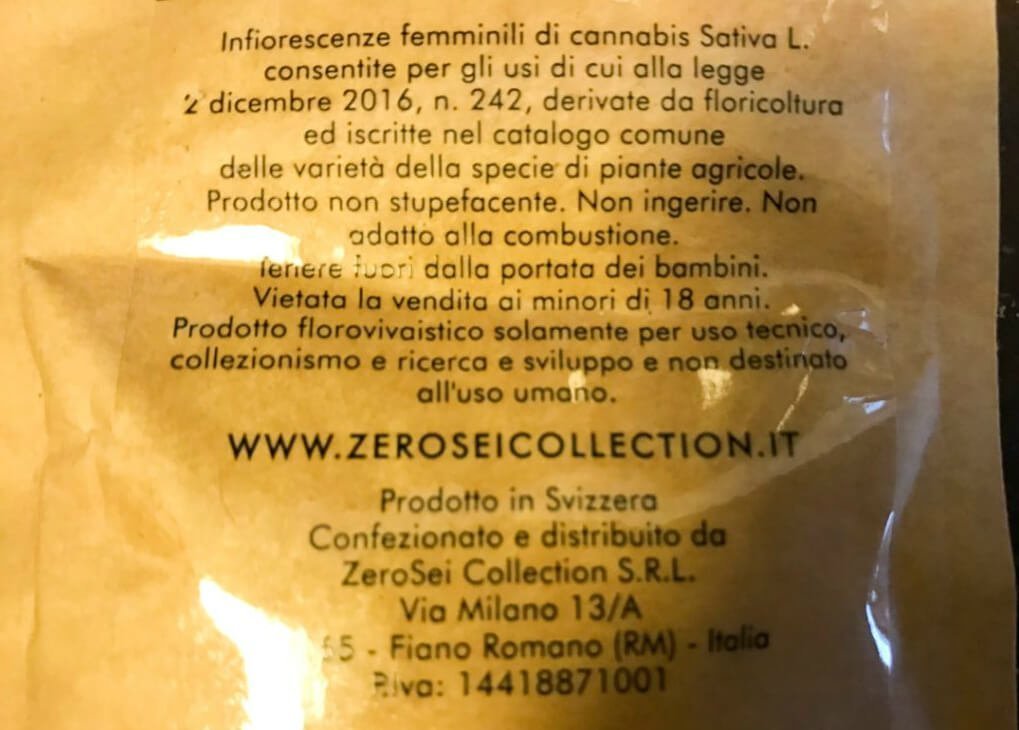 Infiorescenze femminili di cannabis Sativa L.
consentite per gli usi di cui alla legge
2 dicembre 2016, n. 242, derivate da floricoltura
ed iscritte nel catalogo comune
delle varietà della specie di piante agricole.
Prodotto non stupefacente. Non ingerire. Non
adatto alla combustione.
Tenere fuori dalla portata dei bambini.
Vietata la vendita ai minori di 18 anni.
Prodotto florovivaistico solamente per uso tecnico,
collezionismo e ricerca e sviluppo e non destinato
all'uso umano.
WWW.ZEROSEICOLLECTION.IT
Prodotto in Svizzera
Confezionato e distribuito da
ZeroSei Collection S.R.L.
Via Milano 13/A
- Fiano Romano (RM) - Italia
P.Iva: 14418871001